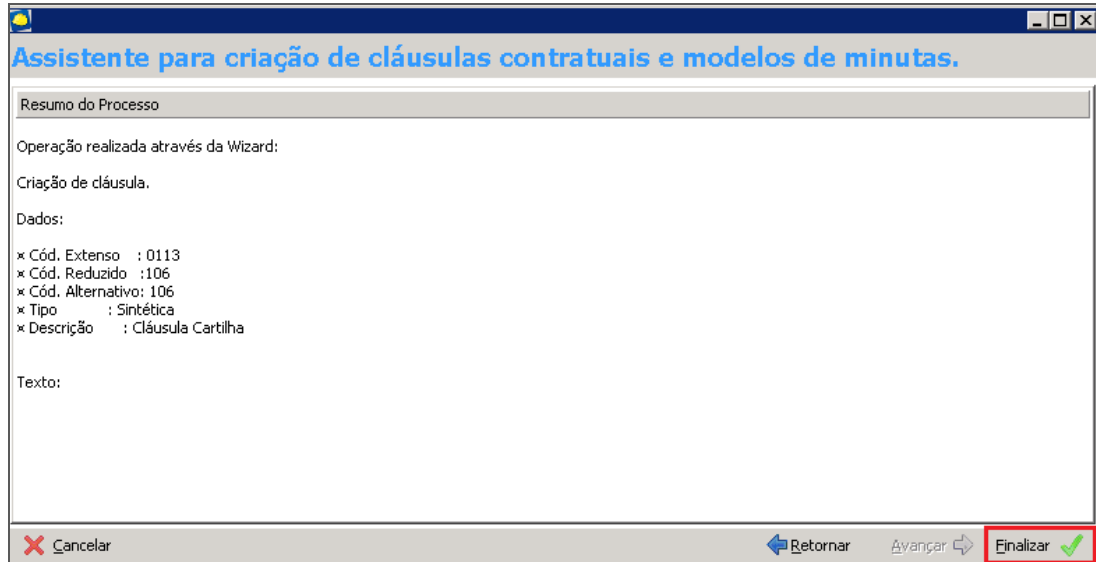 Assistente para criação de cláusulas contratuais e modelos de minutas.
Resumo do Processo
Operação realizada através da Wizard:
Criação de cláusula.
Dados:
× Cód. Extenso : 0113
× Cód. Reduzido :106
× Cód. Alternativo: 106
× Tipo : Sintética
× Descrição : Cláusula Cartilha
Texto:
Cancelar Retornar Avançar Finalizar